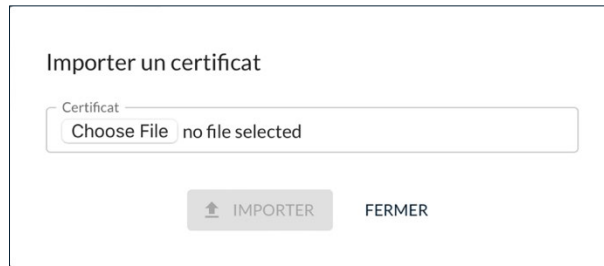 Importer un certificat
Certificat
Choose File no file selected
IMPORTER FERMER